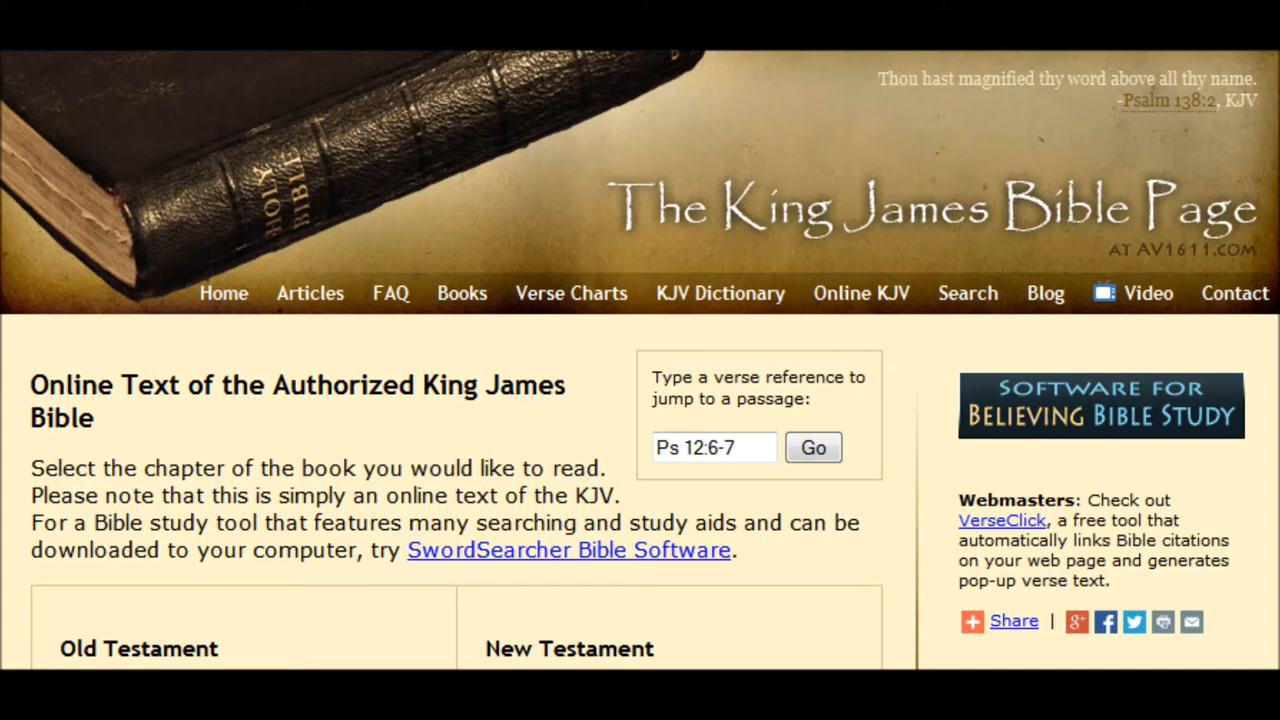 HOLY
BIBLE
Thou hast magnified thy word above all thy name.
-Psalm 138:2, KJV
The King James Bible Page
AT AV1611.COM
Home Articles FAQ Books Verse Charts KJV Dictionary Online KJV Search Blog Video Contact
Online Text of the Authorized King James
Bible
Type a verse reference to
jump to a passage:
Ps 12:6-7 Go
Select the chapter of the book you would like to read.
Please note that this is simply an online text of the KJV.
For a Bible study tool that features many searching and study aids and can be
downloaded to your computer, try SwordSearcher Bible Software.
Old Testament
New Testament
SOFTWARE FOR
BELIEVING BIBLE STUDY
Webmasters: Check out
VerseClick, a free tool that
automatically links Bible citations
on your web page and generates
pop-up verse text.
Share |